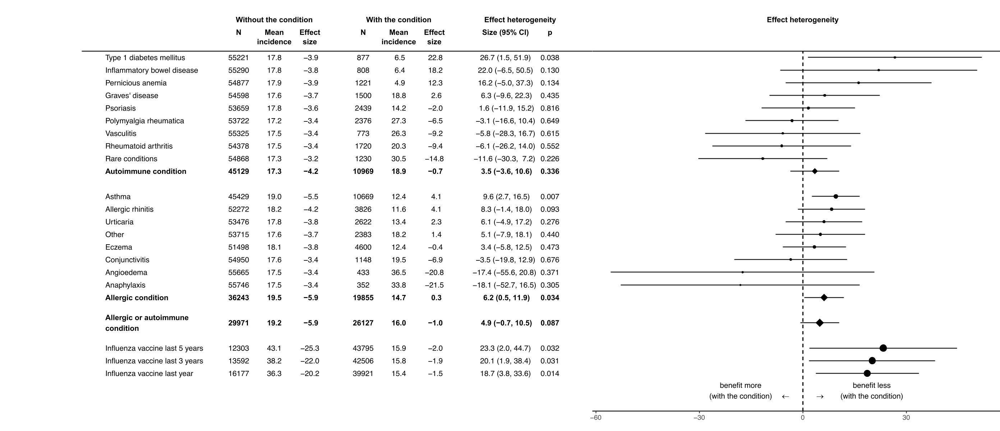 Without the condition With the condition Effect heterogeneity Effect heterogeneity
N Mean Effect N Mean Effect Size (95% CI) p
incidence size incidence size
Type 1 diabetes mellitus 55221 17.8 −3.9 877 6.5 22.8 26.7 (1.5, 51.9) 0.038
Inflammatory bowel disease 55290 17.8 −3.8 808 6.4 18.2 22.0 (−6.5, 50.5) 0.130
Pernicious anemia 54877 17.9 −3.9 1221 4.9 12.3 16.2 (−5.0, 37.3) 0.134
Graves' disease 54598 17.6 −3.7 1500 18.8 2.6 6.3 (−9.6, 22.3) 0.435
Psoriasis 53659 17.8 −3.6 2439 14.2 −2.0 1.6 (−11.9, 15.2) 0.816
Polymyalgia rheumatica 53722 17.2 −3.4 2376 27.3 −6.5 −3.1 (−16.6, 10.4) 0.649
Vasculitis 55325 17.5 −3.4 773 26.3 −9.2 −5.8 (−28.3, 16.7) 0.615
Rheumatoid arthritis 54378 17.5 −3.4 1720 20.3 −9.4 −6.1 (−26.2, 14.0) 0.552
Rare conditions 54868 17.3 −3.2 1230 30.5 −14.8 −11.6 (−30.3, 7.2) 0.226
Autoimmune condition 45129 17.3 −4.2 10969 18.9 −0.7 3.5 (−3.6, 10.6) 0.336
Asthma 45429 19.0 −5.5 10669 12.4 4.1 9.6 (2.7, 16.5) 0.007
Allergic rhinitis 52272 18.2 −4.2 3826 11.6 4.1 8.3 (−1.4, 18.0) 0.093
Urticaria 53476 17.8 −3.8 2622 13.4 2.3 6.1 (−4.9, 17.2) 0.276
Other 53715 17.6 −3.7 2383 18.2 1.4 5.1 (−7.9, 18.1) 0.440
Eczema 51498 18.1 −3.8 4600 12.4 −0.4 3.4 (−5.8, 12.5) 0.473
Conjunctivitis 54950 17.6 −3.4 1148 19.5 −6.9 −3.5 (−19.8, 12.9) 0.676
Angioedema 55665 17.5 −3.4 433 36.5 −20.8 −17.4 (−55.6, 20.8) 0.371
Anaphylaxis 55746 17.5 −3.4 352 33.8 −21.5 −18.1 (−52.7, 16.5) 0.305
Allergic condition 36243 19.5 −5.9 19855 14.7 0.3 6.2 (0.5, 11.9) 0.034
Allergic or autoimmune
condition 29971 19.2 −5.9 26127 16.0 −1.0 4.9 (−0.7, 10.5) 0.087
Influenza vaccine last 5 years 12303 43.1 −25.3 43795 15.9 −2.0 23.3 (2.0, 44.7) 0.032
Influenza vaccine last 3 years 13592 38.2 −22.0 42506 15.8 −1.9 20.1 (1.9, 38.4) 0.031
Influenza vaccine last year 16177 36.3 −20.2 39921 15.4 −1.5 18.7 (3.8, 33.6) 0.014
benefit more benefit less
(with the condition) ← → (with the condition)
−60 −30 0 30